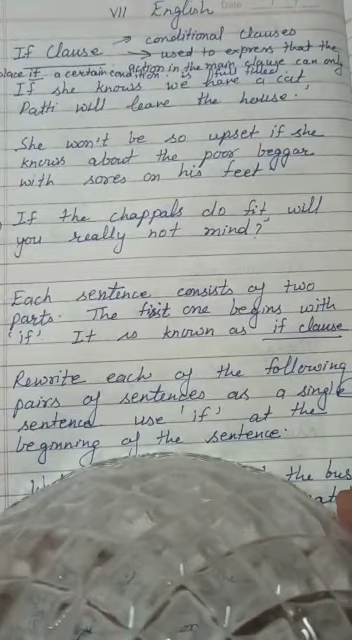 VII English
Date
If Clause → conditional clauses
→ used to express that the
action in the main clause can only
place if a certain condition is fullfilled.
If she knows we have a cat
Patti will leave the house.'
She won't be so upset if she
knows about the poor beggar
with sores on his feet
If the chappals do fit, will
you really not mind?'
Each sentence consists of two
parts. The first one begins with
'if' It is known as if clause
Rewrite each of the following
pairs of sentences as a single
sentence use 'if' at the
beginning of the sentence.
the bus